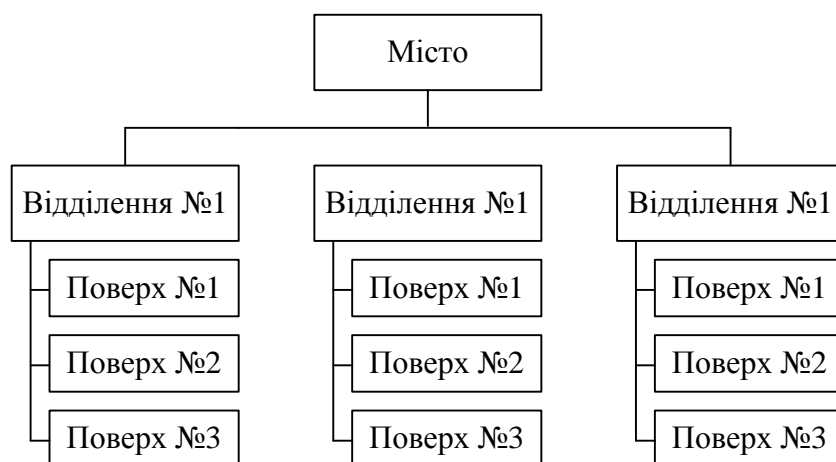 Місто
Відділення №1
Відділення №1
Відділення №1
Поверх №1
Поверх №1
Поверх №1
Поверх №2
Поверх №2
Поверх №2
Поверх №3
Поверх №3
Поверх №3